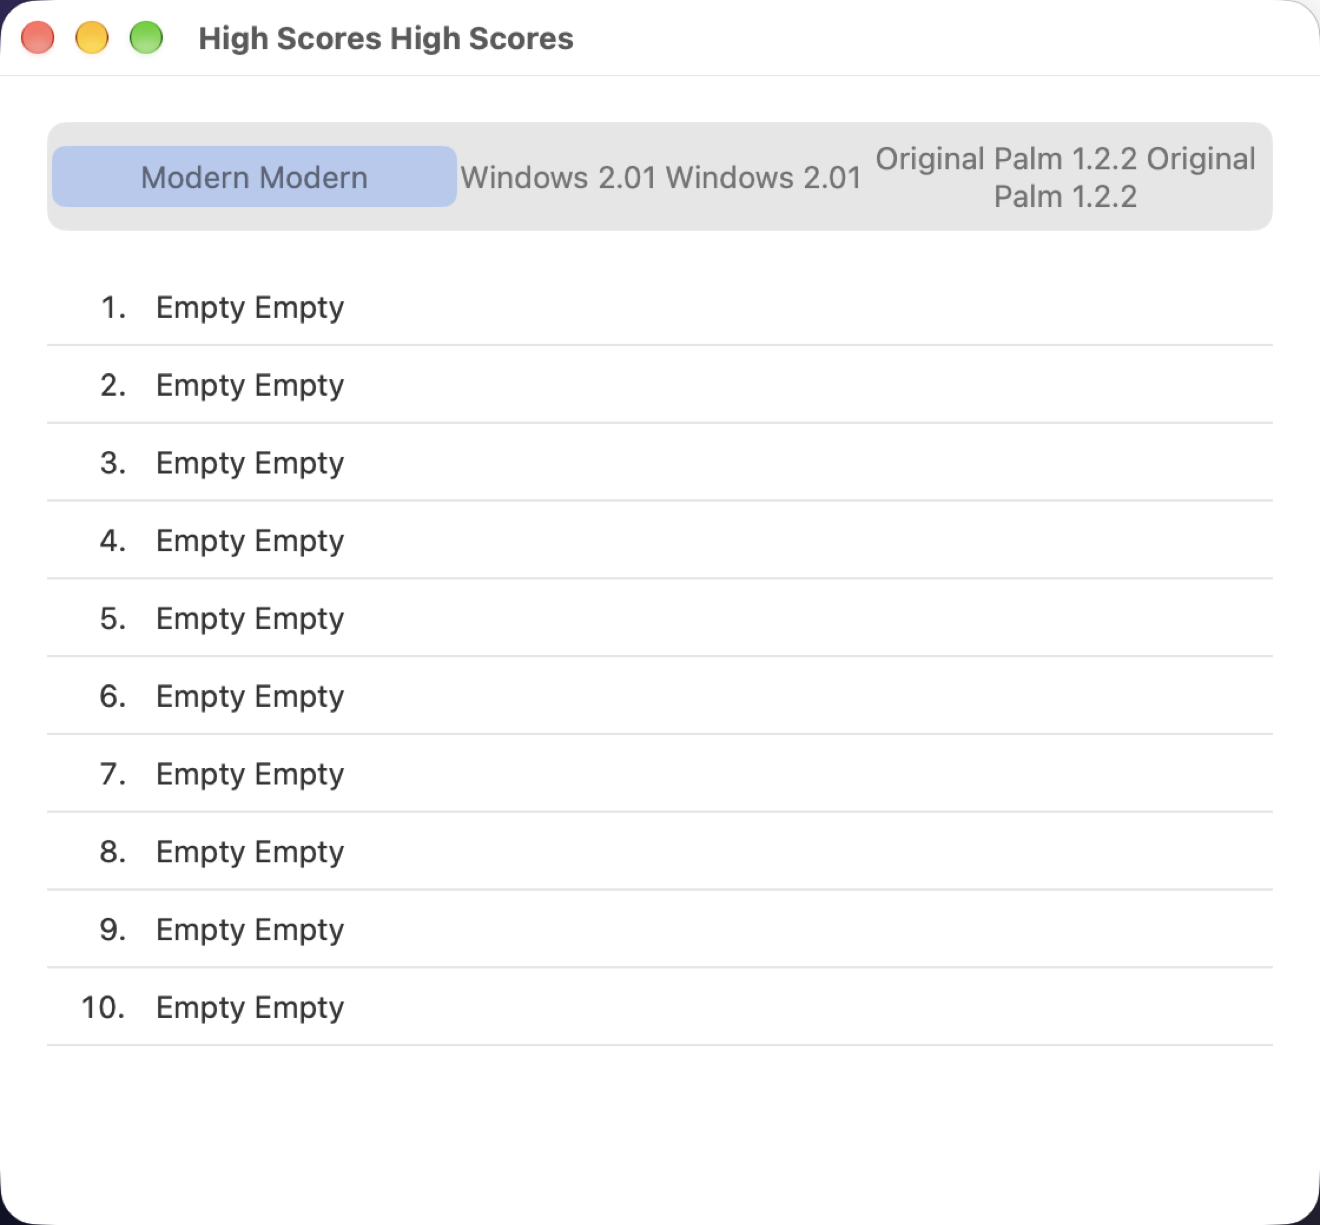 High Scores High Scores
Modern Modern
Windows 2.01 Windows 2.01
Original Palm 1.2.2 Original
Palm 1.2.2
1. Empty Empty
2. Empty Empty
3. Empty Empty
4. Empty Empty
5. Empty Empty
6. Empty Empty
7. Empty Empty
8. Empty Empty
9. Empty Empty
10. Empty Empty